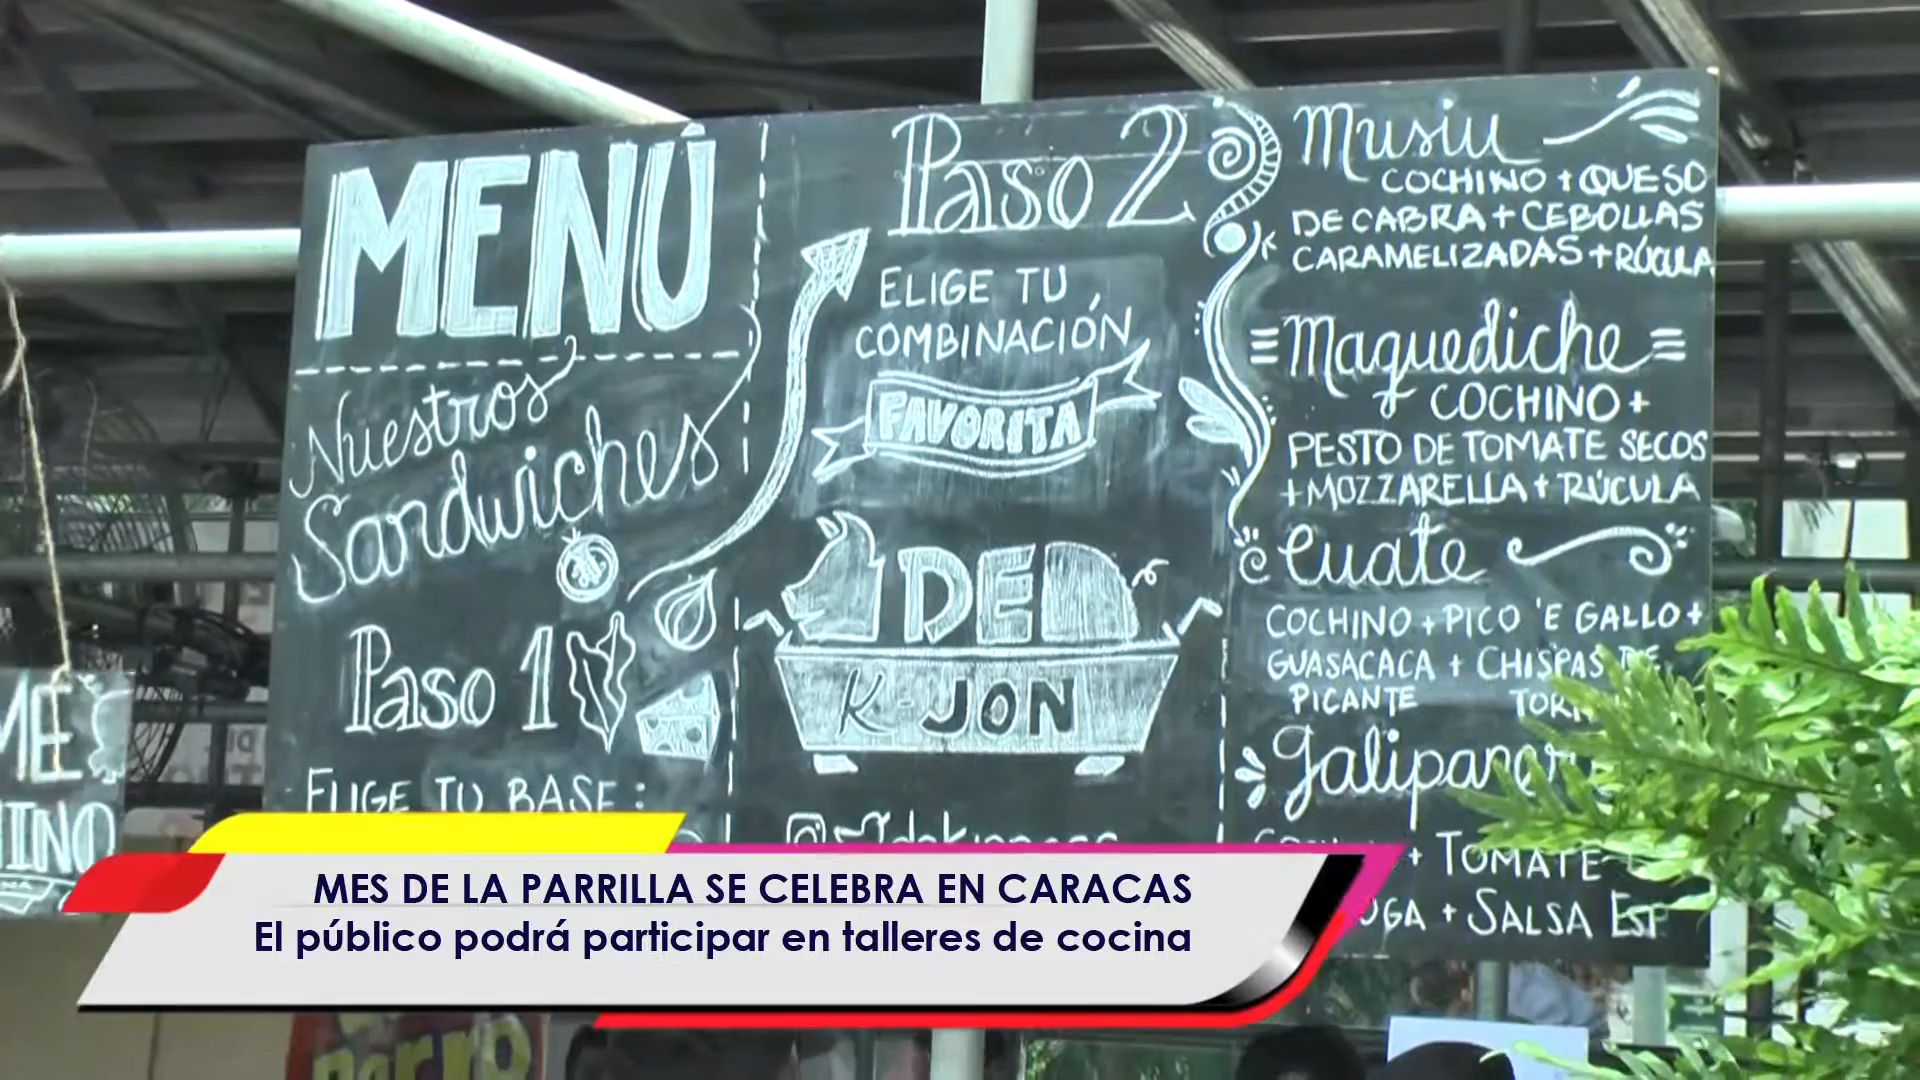 MENÚ
Nuestros
Sandwiches
Paso 1
ELIGE TU BASE:
Paso 2
ELIGE TU
COMBINACIÓN
FAVORITA
DE
K-JON
Musiu
COCHINO + QUESO
DE CABRA + CEBOLLAS
CARAMELIZADAS + RÚCULA
Maquediche
COCHINO +
PESTO DE TOMATE SECOS
+ MOZZARELLA + RÚCULA
Cuate
COCHINO + PICO 'E GALLO +
GUASACACA + CHISPAS DE
PICANTE
+ TOMATE
+ SALSA ESP
MES DE LA PARRILLA SE CELEBRA EN CARACAS
El público podrá participar en talleres de cocina